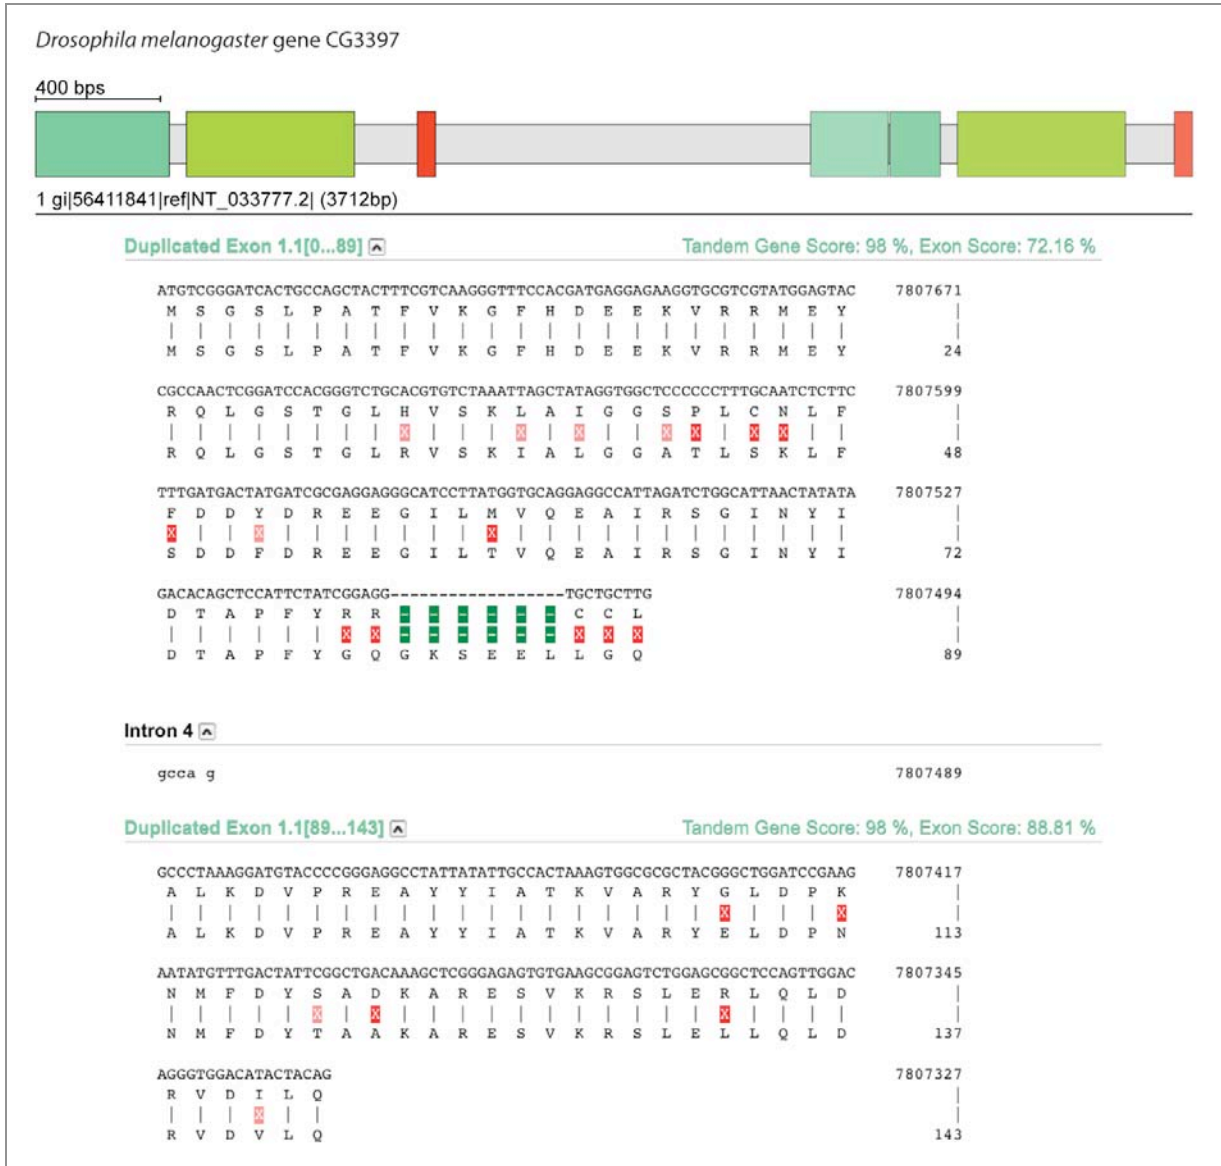 Drosophila melanogaster gene CG3397
400 bps
1 gi|56411841|ref|NT_033777.2| (3712bp)
Duplicated Exon 1.1[0...89] Tandem Gene Score: 98 %, Exon Score: 72.16 %
ATGTCGGGATCACTGCCAGCTACTTTCGTCAAGGGTTTCCACGATGAGGAGAAGGTGCGTCGTATGGAGTAC 7807671
M S G S L P A T F V K G F H D E E K V R R M E Y |
| | | | | | | | | | | | | | | | | | | | | | | | |
M S G S L P A T F V K G F H D E E K V R R M E Y 24
CGCCAACTCGGATCCACGGGTCTGCACGTGTCTAAATTAGCTATAGGTGGCTCCCCCCTTTGCAATCTCTTC 7807599
R Q L G S T G L H V S K L A I G G S P L C N L F |
| | | | | | | | X | | | X | X | | X X | X X | | |
R Q L G S T G L R V S K I A L G G A T L S K L F 48
TTTGATGACTATGATCGCGAGGAGGGCATCCTTATGGTGCAGGAGGCCATTAGATCTGGCATTAACTATATA 7807527
F D D Y D R E E G I L M V Q E A I R S G I N Y I |
X | | X | | | | | | | X | | | | | | | | | | | | |
S D D F D R E E G I L T V Q E A I R S G I N Y I 72
GACACAGCTCCATTCTATCGGAGG------------------TGCTGCTTG 7807494
D T A P F Y R R - - - - - - C C L |
| | | | | | X X - - - - - - X X X |
D T A P F Y G Q G K S E E L L G Q 89
Intron 4
gcca g 7807489
Duplicated Exon 1.1[89...143] Tandem Gene Score: 98 %, Exon Score: 88.81 %
GCCCTAAAGGATGTACCCCGGGAGGCCTATTATATTGCCACTAAAGTGGCGCGCTACGGGCTGGATCCGAAG 7807417
A L K D V P R E A Y Y I A T K V A R Y G L D P K |
| | | | | | | | | | | | | | | | | | | X | | | X |
A L K D V P R E A Y Y I A T K V A R Y E L D P N 113
AATATGTTTGACTATTCGGCTGACAAAGCTCGGGAGAGTGTGAAGCGGAGTCTGGAGCGGCTCCAGTTGGAC 7807345
N M F D Y S A D K A R E S V K R S L E R L Q L D |
| | | | | X | X | | | | | | | | | | | X | | | | |
N M F D Y T A A K A R E S V K R S L E L L Q L D 137
AGGGTGGACATACTACAG 7807327
R V D I L Q |
| | | X | | |
R V D V L Q 143